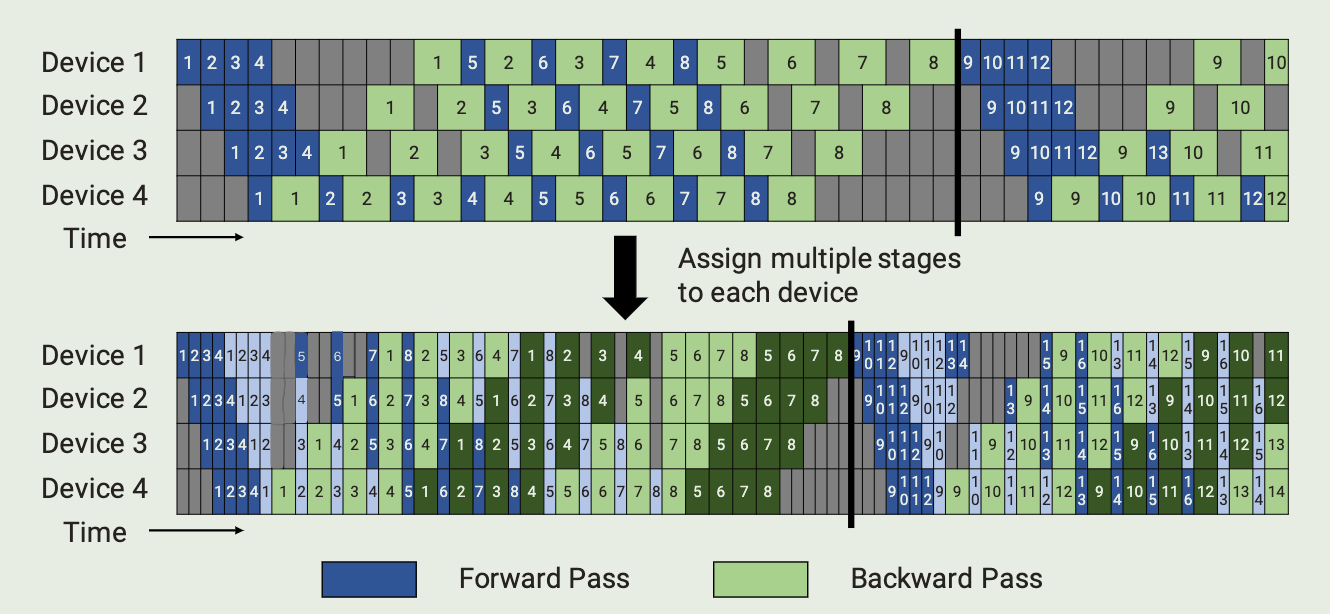 Device 1 1 2 3 4 1 5 2 6 3 7 4 8 5 6 7 8 9 10 11 12 9 10
Device 2 1 2 3 4 1 2 5 3 6 4 7 5 8 6 7 8 9 10 11 12 9 10
Device 3 1 2 3 4 1 2 3 5 4 6 5 7 6 8 7 8 9 10 11 12 9 13 10 11
Device 4 1 1 2 2 3 3 4 4 5 5 6 6 7 7 8 8 9 9 10 10 11 11 12 12
Time
Assign multiple stages
to each device
Device 1 1 2 3 4 1 2 3 4 5 6 7 1 8 2 5 3 6 4 7 1 8 2 3 4 5 6 7 8 5 6 7 8 9 10 11 12 9 10 11 12 13 14 15 9 16 10 13 11 14 12 15 9 16 10 11
Device 2 1 2 3 4 1 2 3 4 5 1 6 2 7 3 8 4 5 1 6 2 7 3 8 4 5 6 7 8 5 6 7 8 9 10 11 12 9 10 11 12 13 9 14 10 15 11 16 12 13 9 14 10 15 11 16 12
Device 3 1 2 3 4 1 2 3 1 4 2 5 3 6 4 7 1 8 2 5 3 6 4 7 5 8 6 7 8 5 6 7 8 9 10 11 12 9 10 11 9 12 10 13 11 14 12 15 9 16 10 13 11 14 12 15 13
Device 4 1 2 3 4 1 1 2 2 3 3 4 4 5 1 6 2 7 3 8 4 5 5 6 6 7 7 8 8 5 6 7 8 9 10 11 12 9 9 10 10 11 11 12 12 13 9 14 10 15 11 16 12 13 13 14 14
Time
Forward Pass
Backward Pass